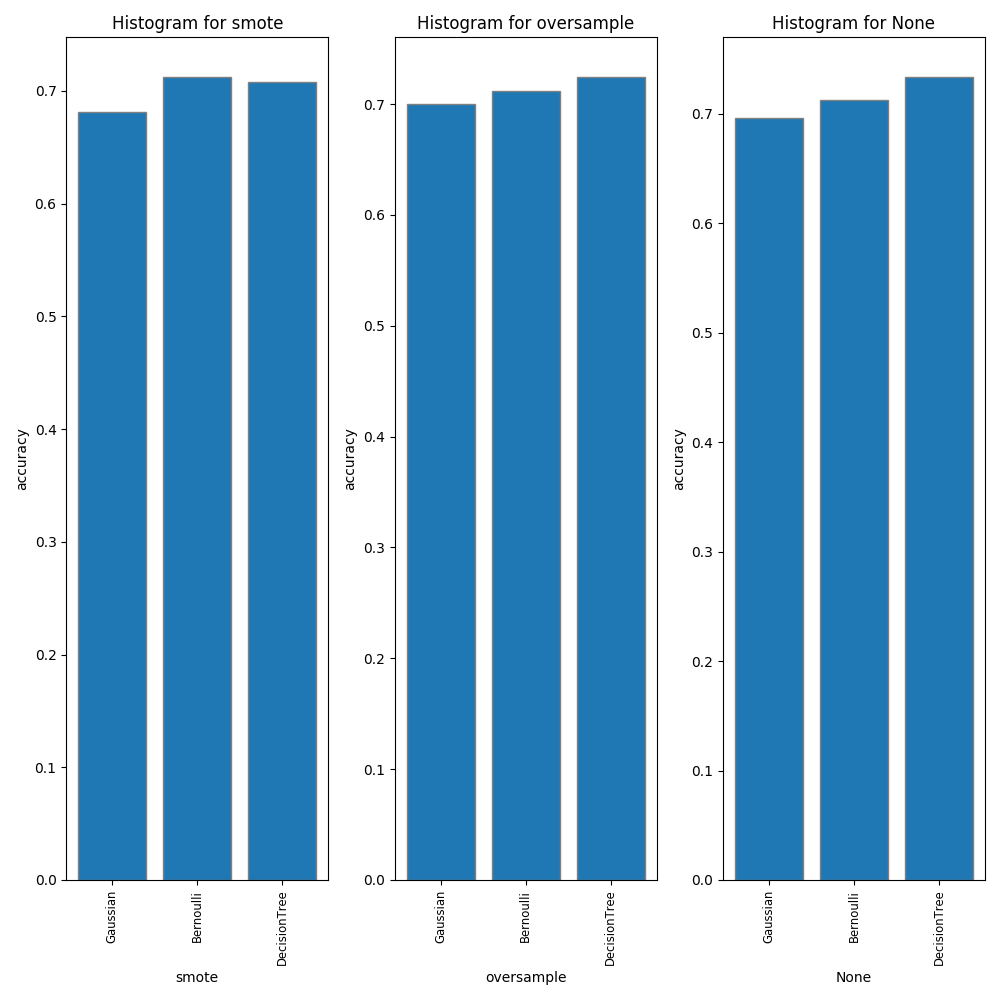 Histogram for smote
0.7
0.6
0.5
0.4
0.3
0.2
0.1
0.0
accuracy
Gaussian
Bernoulli
DecisionTree
smote
Histogram for oversample
0.7
0.6
0.5
0.4
0.3
0.2
0.1
0.0
accuracy
Gaussian
Bernoulli
DecisionTree
oversample
Histogram for None
0.7
0.6
0.5
0.4
0.3
0.2
0.1
0.0
accuracy
Gaussian
Bernoulli
DecisionTree
None